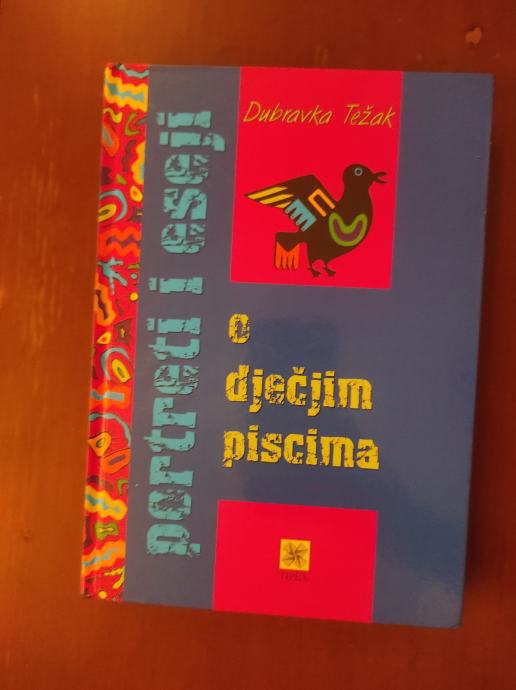 Dubravka Težak
portreti i eseji
o
dječjim
piscima
TIPEX